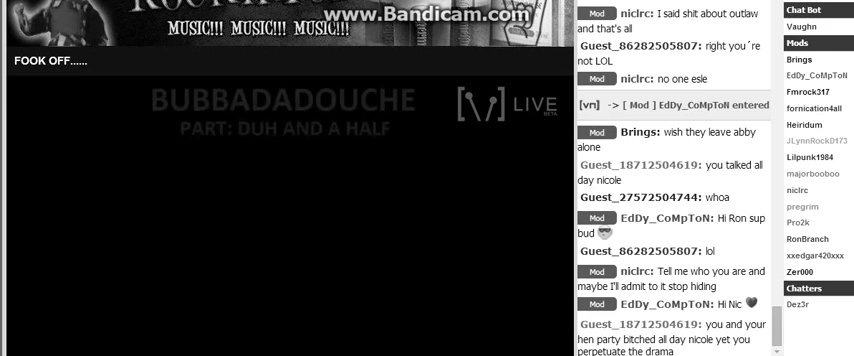 www.Bandicam.com
MUSIC!!! MUSIC!!! MUSIC!!!
FOOK OFF......
BUBBADADOUCHE
PART: DUH AND A HALF
LIVE
BETA
Mod niclrc: I said shit about outlaw
and that's all
Guest_86282505807: right you´re
not LOL
Mod niclrc: no one esle
[vn] -> [ Mod ] EdDy_CoMpToN entered
Mod Brings: wish they leave abby
alone
Guest_18712504619: you talked all
day nicole
Guest_27572504744: whoa
Mod EdDy_CoMpToN: Hi Ron sup
bud
Guest_86282505807: lol
Mod niclrc: Tell me who you are and
maybe I'll admit to it stop hiding
Mod EdDy_CoMpToN: Hi Nic
Guest_18712504619: you and your
hen party bitched all day nicole yet you
perpetuate the drama
Chat Bot
Vaughn
Mods
Brings
EdDy_CoMpToN
Fmrock317
fornication4all
Heiridum
JLynnRockD173
Lilpunk1984
majorbooboo
niclrc
pregrim
Pro2k
RonBranch
xxedgar420xxx
Zer000
Chatters
Dez3r